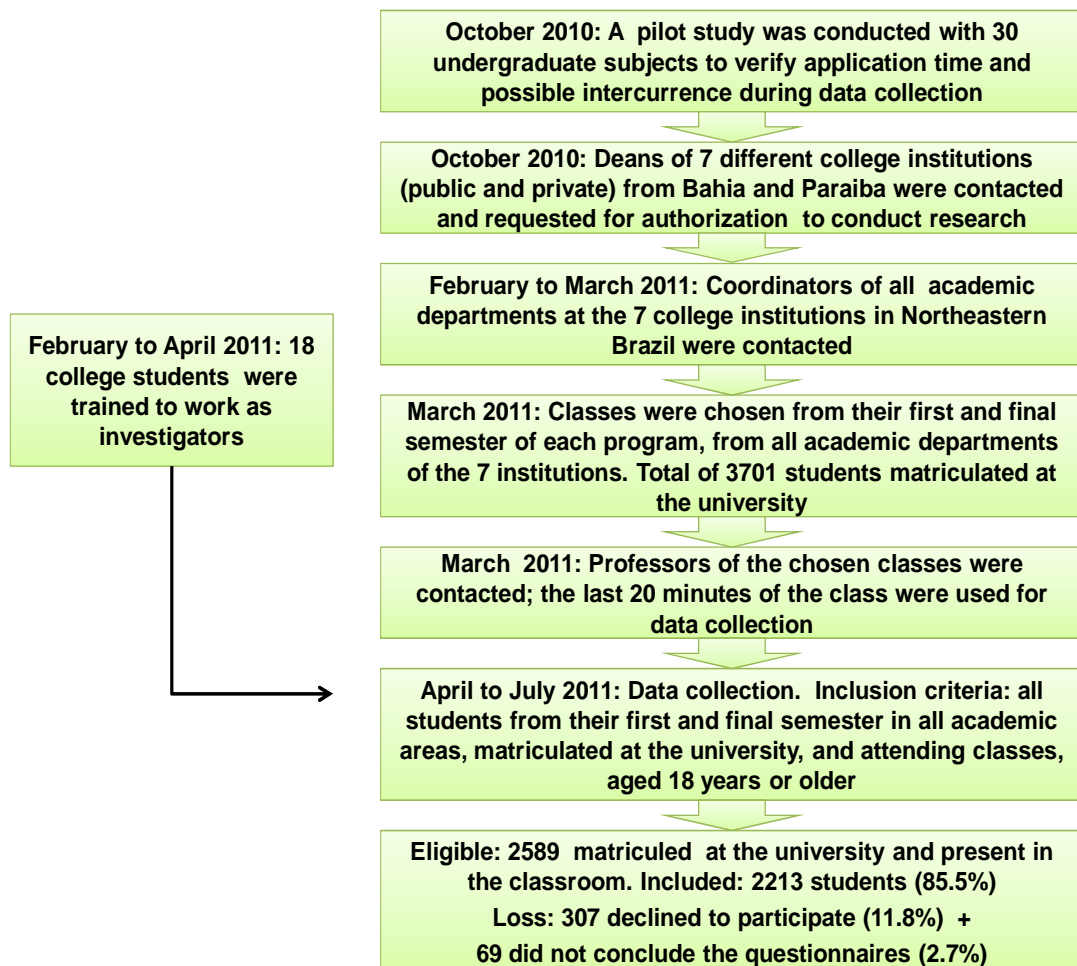 October 2010: A pilot study was conducted with 30
undergraduate subjects to verify application time and
possible intercurrence during data collection
October 2010: Deans of 7 different college institutions
(public and private) from Bahia and Paraiba were contacted
and requested for authorization to conduct research
February to March 2011: Coordinators of all academic
departments at the 7 college institutions in Northeastern
Brazil were contacted
February to April 2011: 18
college students were
trained to work as
investigators
March 2011: Classes were chosen from their first and final
semester of each program, from all academic departments
of the 7 institutions. Total of 3701 students matriculated at
the university
March 2011: Professors of the chosen classes were
contacted; the last 20 minutes of the class were used for
data collection
April to July 2011: Data collection. Inclusion criteria: all
students from their first and final semester in all academic
areas, matriculated at the university, and attending classes,
aged 18 years or older
Eligible: 2589 matriculed at the university and present in
the classroom. Included: 2213 students (85.5%)
Loss: 307 declined to participate (11.8%) +
69 did not conclude the questionnaires (2.7%)